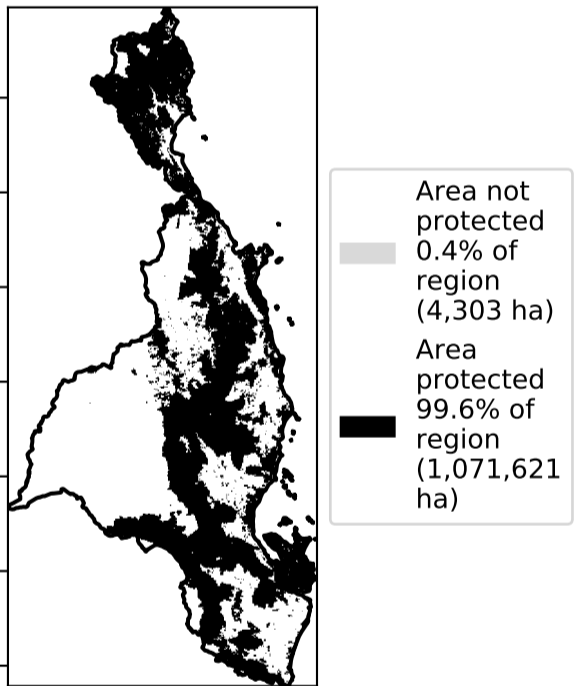 Area not
protected
0.4% of
region
(4,303 ha)
Area
protected
99.6% of
region
(1,071,621
ha)